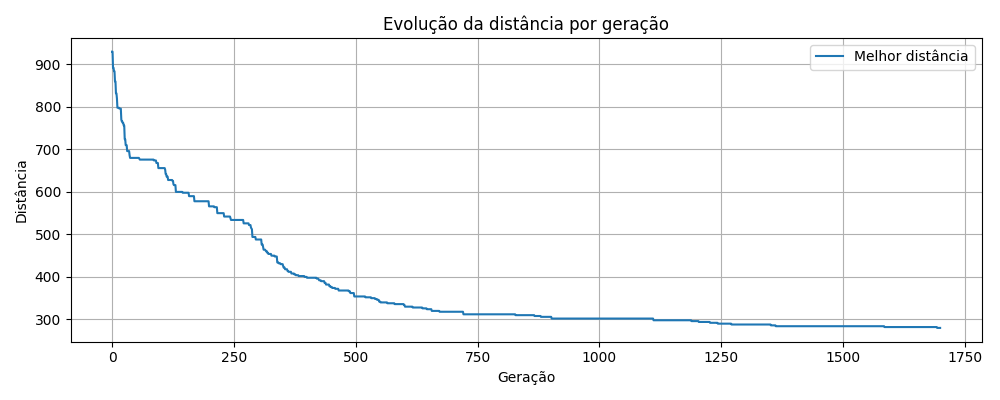 Evolução da distância por geração
Melhor distância
Distância
900
800
700
600
500
400
300
0 250 500 750 1000 1250 1500 1750
Geração